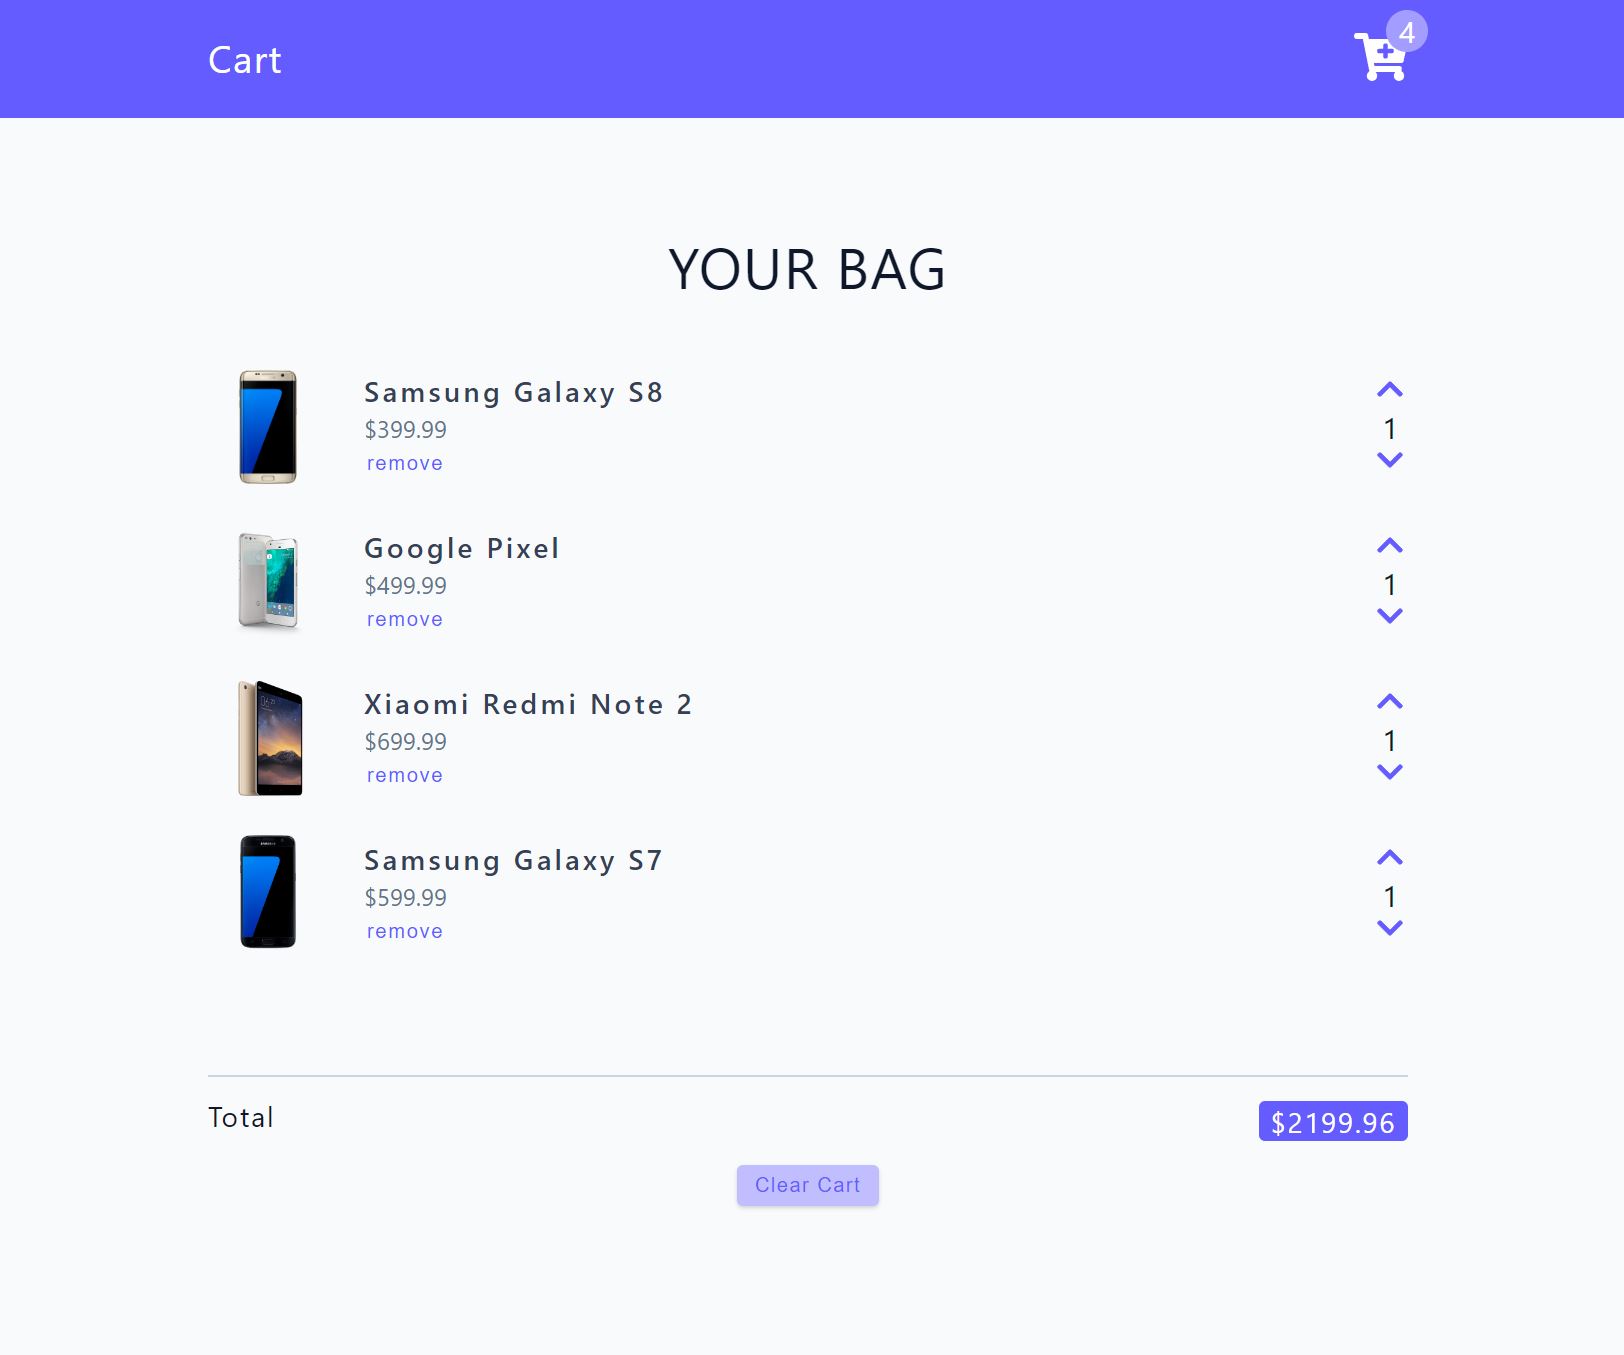 Cart
4
YOUR BAG
Samsung Galaxy S8
$399.99
remove
1
Google Pixel
$499.99
remove
1
Xiaomi Redmi Note 2
$699.99
remove
1
Samsung Galaxy S7
$599.99
remove
1
Total
$2199.96
Clear Cart